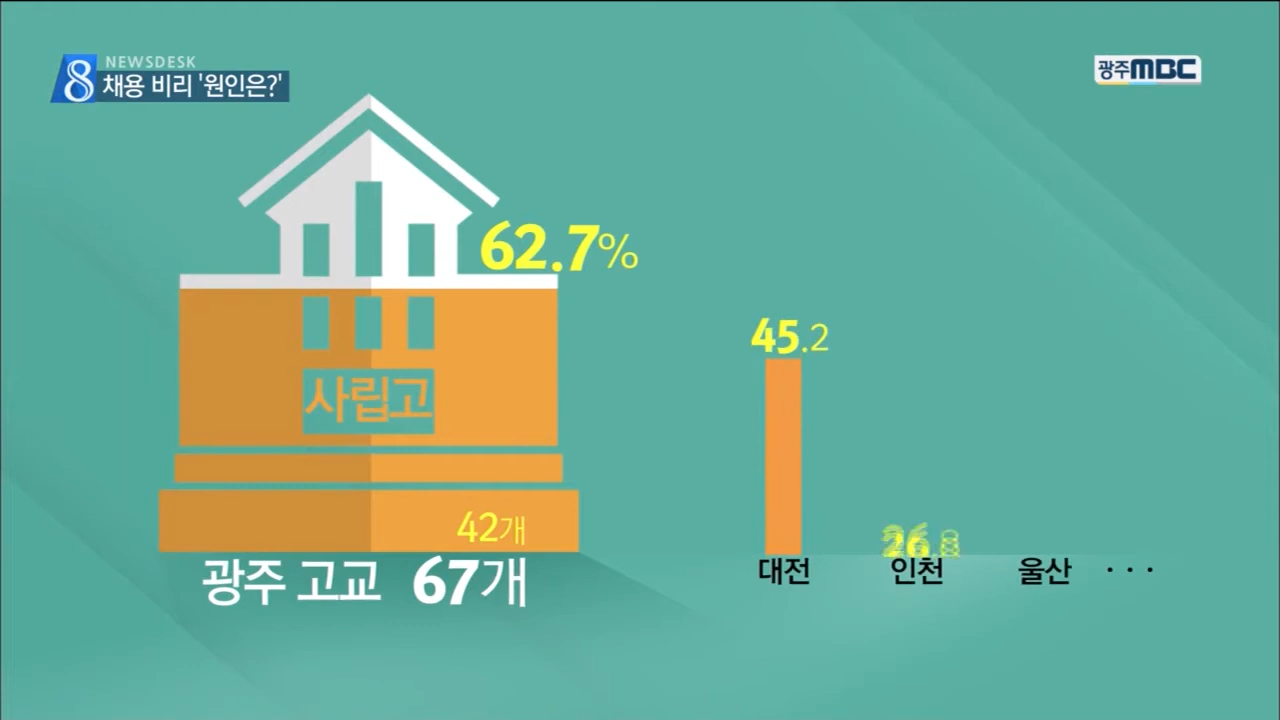 NEWSDESK
8 채용 비리 '원인은?'
광주MBC
62.7%
사립고
42개
광주 고교 67개
45.2
대전
인천
울산
...